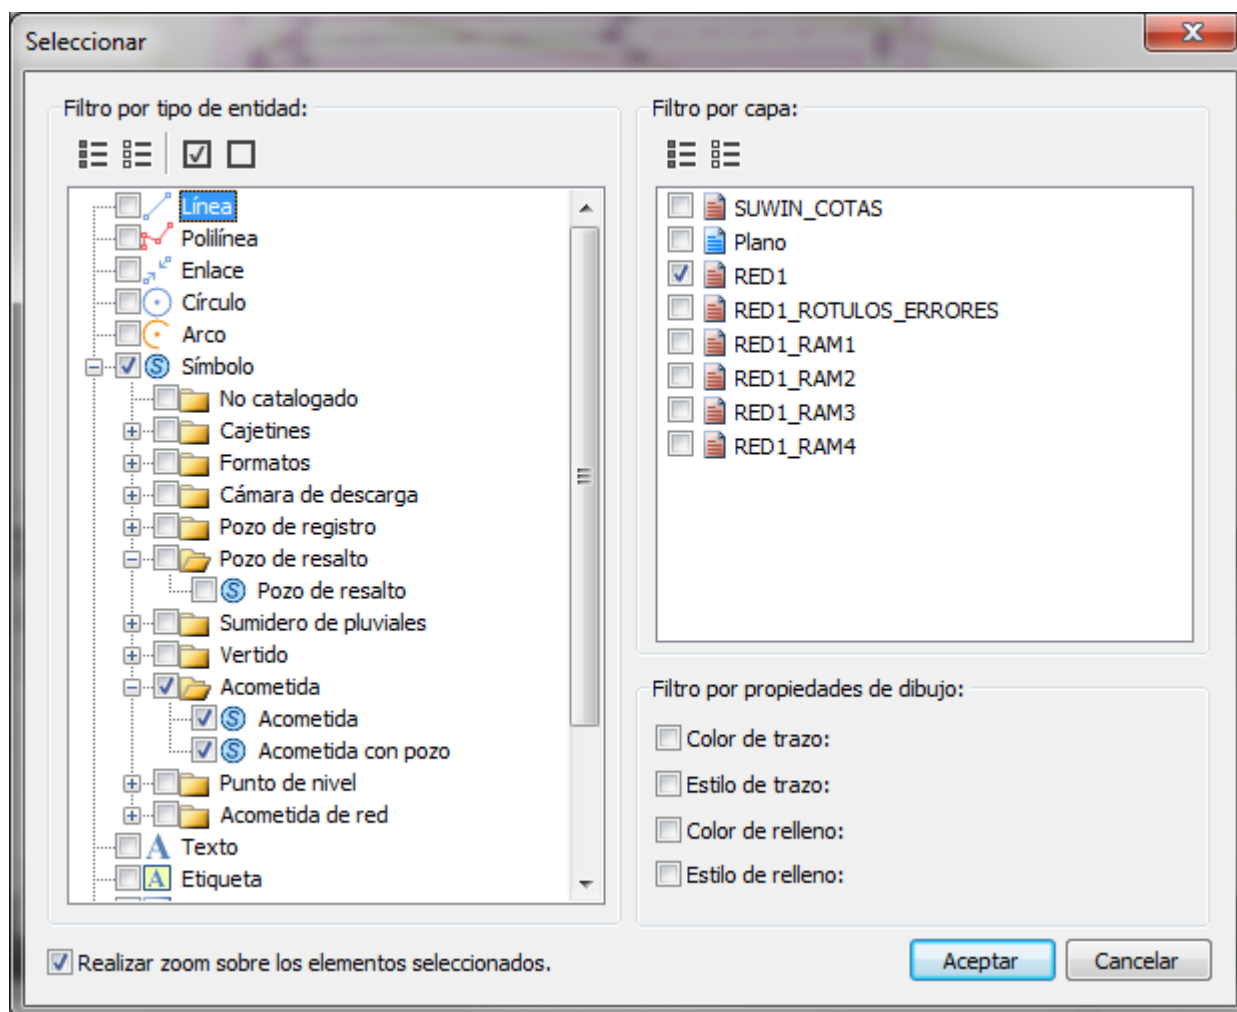 Seleccionar
Filtro por tipo de entidad:
Línea
Polilínea
Enlace
Círculo
Arco
Símbolo
No catalogado
Cajetines
Formatos
Cámara de descarga
Pozo de registro
Pozo de resalto
Pozo de resalto
Sumidero de pluviales
Vertido
Acometida
Acometida
Acometida con pozo
Punto de nivel
Acometida de red
Texto
Etiqueta
Filtro por capa:
SUWIN_COTAS
Plano
RED1
RED1_ROTULOS_ERRORES
RED1_RAM1
RED1_RAM2
RED1_RAM3
RED1_RAM4
Filtro por propiedades de dibujo:
Color de trazo:
Estilo de trazo:
Color de relleno:
Estilo de relleno:
Realizar zoom sobre los elementos seleccionados.
Aceptar
Cancelar